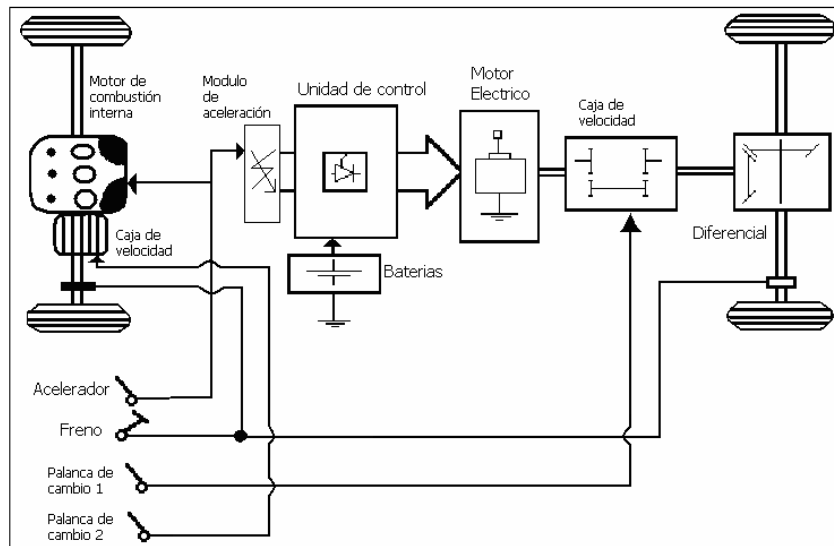 Motor de
combustión
interna
Modulo
de
aceleración
Unidad de control
Motor
Electrico
Caja de
velocidad
Caja de
velocidad
Baterias
Diferencial
Acelerador
Freno
Palanca de
cambio 1
Palanca de
cambio 2